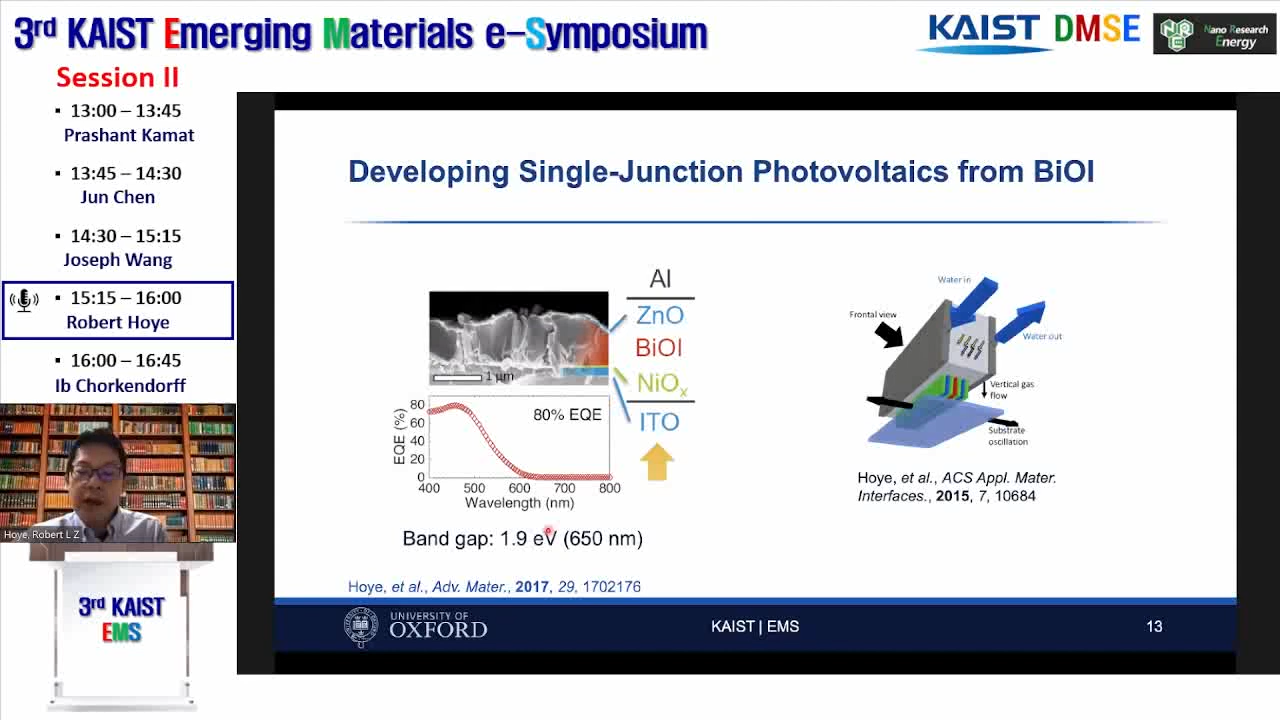 3rd KAIST Emerging Materials e-Symposium
KAIST DMSE
NRE
Nano Research
Energy
Session II
▪ 13:00 – 13:45
Prashant Kamat
▪ 13:45 – 14:30
Jun Chen
▪ 14:30 – 15:15
Joseph Wang
▪ 15:15 – 16:00
Robert Hoye
▪ 16:00 – 16:45
Ib Chorkendorff
Hoye, Robert L Z
3rd KAIST
EMS
Developing Single-Junction Photovoltaics from BiOI
1 μm
Al
ZnO
BiOI
NiOx
ITO
80% EQE
EQE (%)
80
60
40
20
0
400 500 600 700 800
Wavelength (nm)
Band gap: 1.9 eV (650 nm)
Hoye, et al., Adv. Mater., 2017, 29, 1702176
Water in
Frontal view
Water out
Vertical gas
flow
Substrate
oscillation
Hoye, et al., ACS Appl. Mater.
Interfaces., 2015, 7, 10684
UNIVERSITY OF
OXFORD
KAIST | EMS
13